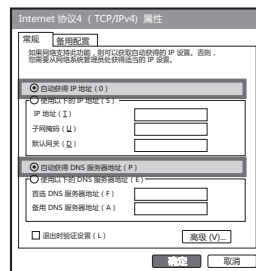 Internet 协议4 （TCP/IPv4) 属性
常规 备用配置
如果网络支持此功能，则可以获取自动获得的 IP 设置。否则，
您需要从网络系统管理员处获得适当的 IP 设置。
自动获得 IP 地址 ( O )
使用以下的 IP 地址 ( S )
IP 地址 ( I )
子网掩码 ( U )
默认网关 ( D )
自动获得 DNS 服务器地址 ( P )
使用以下的 DNS 服务器地址 ( E )
首选 DNS 服务器地址 ( F )
备用 DNS 服务器地址 ( A )
退出时验证设置 ( L )
高级 (V)...
确定 取消